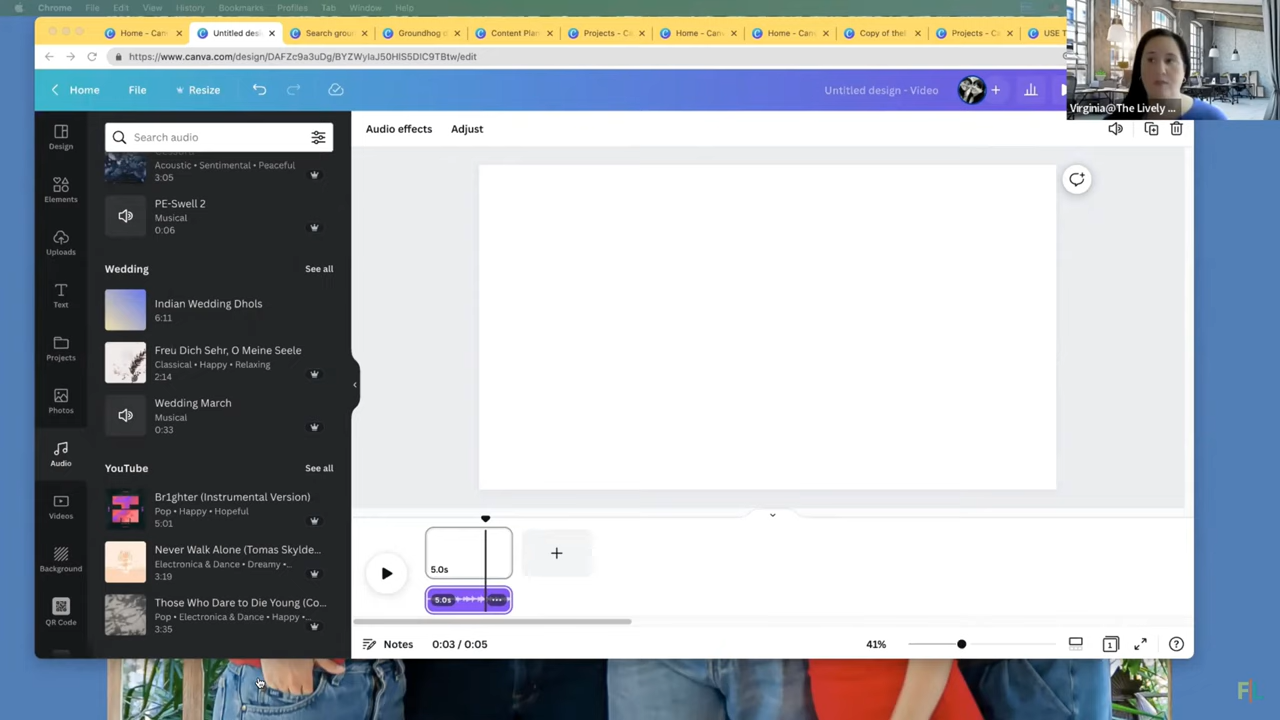 Chrome File Edit View History Bookmarks Profiles Tab Window Help
Home - Can
Untitled desi
Search grou
Groundhog
Content Plan
Projects - Ca
Home - Canv
Home - Canv
Copy of the
Projects - Ca
USE T
https://www.canva.com/design/DAFZc9a3uDg/BYZWyIaJ50HIS5DIC9TBtw/edit
Virginia@The Lively ...
Home File Resize
Untitled design - Video
Design
Elements
Uploads
Text
Projects
Photos
Audio
Videos
Background
QR Code
Search audio
Acoustic • Sentimental • Peaceful
3:05
PE-Swell 2
Musical
0:06
Wedding See all
Indian Wedding Dhols
6:11
Freu Dich Sehr, O Meine Seele
Classical • Happy • Relaxing
2:14
Wedding March
Musical
0:33
YouTube See all
Br1ghter (Instrumental Version)
Pop • Happy • Hopeful
5:01
Never Walk Alone (Tomas Skylde...
Electronica & Dance • Dreamy •..
3:19
Those Who Dare to Die Young (Co...
Pop • Electronica & Dance • Happy •...
3:35
Audio effects Adjust
5.0s
5.0s
Notes 0:03 / 0:05
41%
1
FL